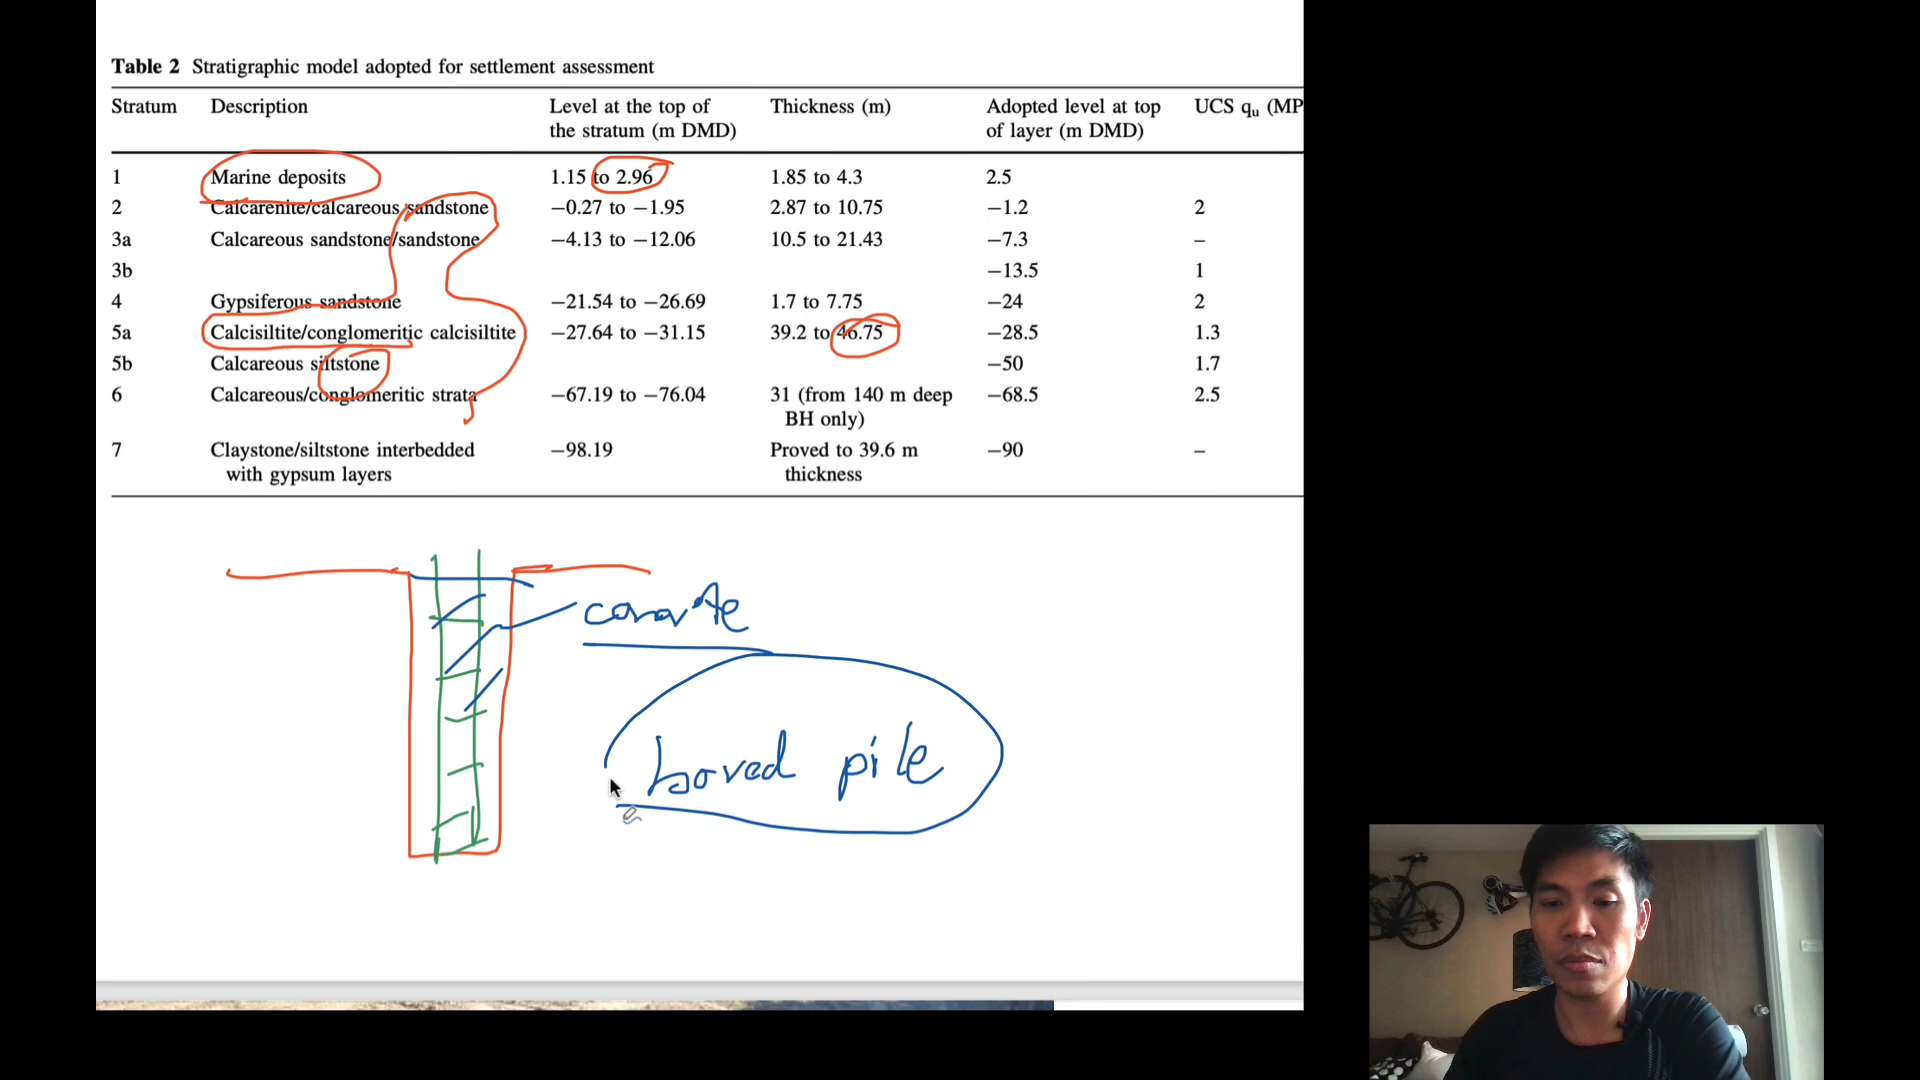 Table 2 Stratigraphic model adopted for settlement assessment
Stratum Description Level at the top of the stratum (m DMD) Thickness (m) Adopted level at top of layer (m DMD) UCS qu (MP
1 Marine deposits 1.15 to 2.96 1.85 to 4.3 2.5
2 Calcarenite/calcareous sandstone −0.27 to −1.95 2.87 to 10.75 −1.2 2
3a Calcareous sandstone/sandstone −4.13 to −12.06 10.5 to 21.43 −7.3 –
3b −13.5 1
4 Gypsiferous sandstone −21.54 to −26.69 1.7 to 7.75 −24 2
5a Calcisiltite/conglomeritic calcisiltite −27.64 to −31.15 39.2 to 46.75 −28.5 1.3
5b Calcareous siltstone −50 1.7
6 Calcareous/conglomeritic strata −67.19 to −76.04 31 (from 140 m deep BH only) −68.5 2.5
7 Claystone/siltstone interbedded with gypsum layers −98.19 Proved to 39.6 m thickness −90 –
bored pile